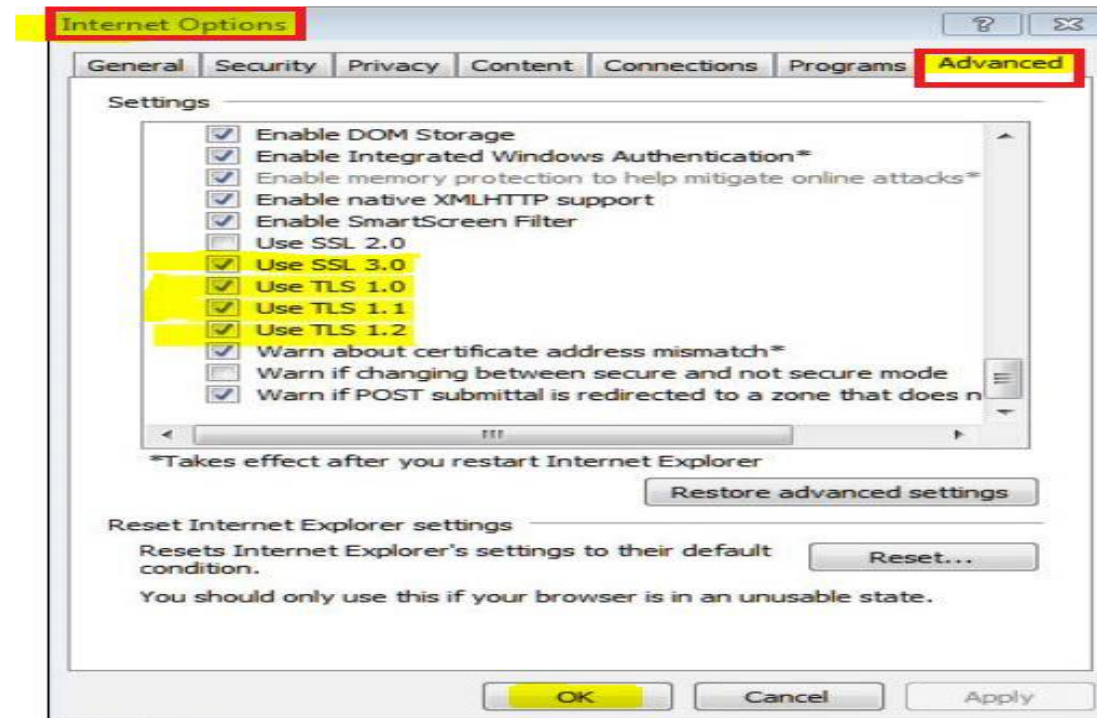 Internet Options
General Security Privacy Content Connections Programs Advanced
Settings
Enable DOM Storage
Enable Integrated Windows Authentication*
Enable memory protection to help mitigate online attacks*
Enable native XMLHTTP support
Enable SmartScreen Filter
Use SSL 2.0
Use SSL 3.0
Use TLS 1.0
Use TLS 1.1
Use TLS 1.2
Warn about certificate address mismatch*
Warn if changing between secure and not secure mode
Warn if POST submittal is redirected to a zone that does n
*Takes effect after you restart Internet Explorer
Restore advanced settings
Reset Internet Explorer settings
Resets Internet Explorer's settings to their default
condition.
Reset...
You should only use this if your browser is in an unusable state.
OK Cancel Apply